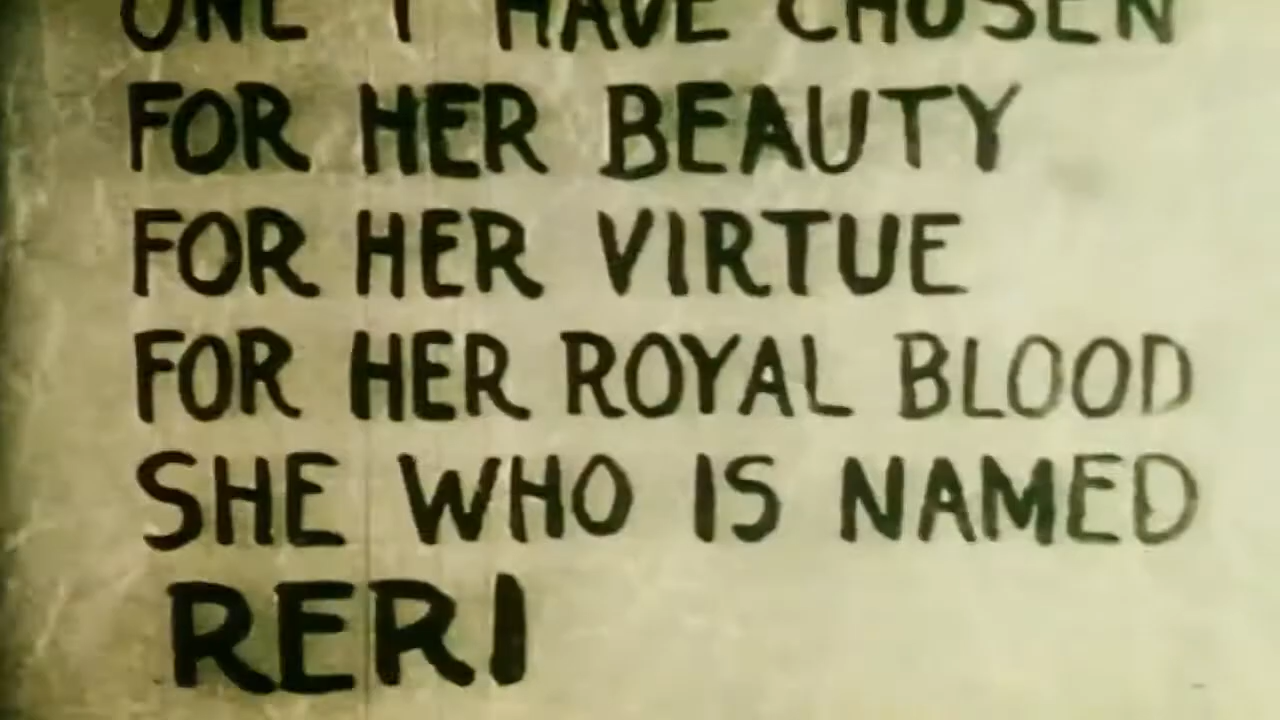 ONE I HAVE CHOSEN
FOR HER BEAUTY
FOR HER VIRTUE
FOR HER ROYAL BLOOD
SHE WHO IS NAMED
RERI